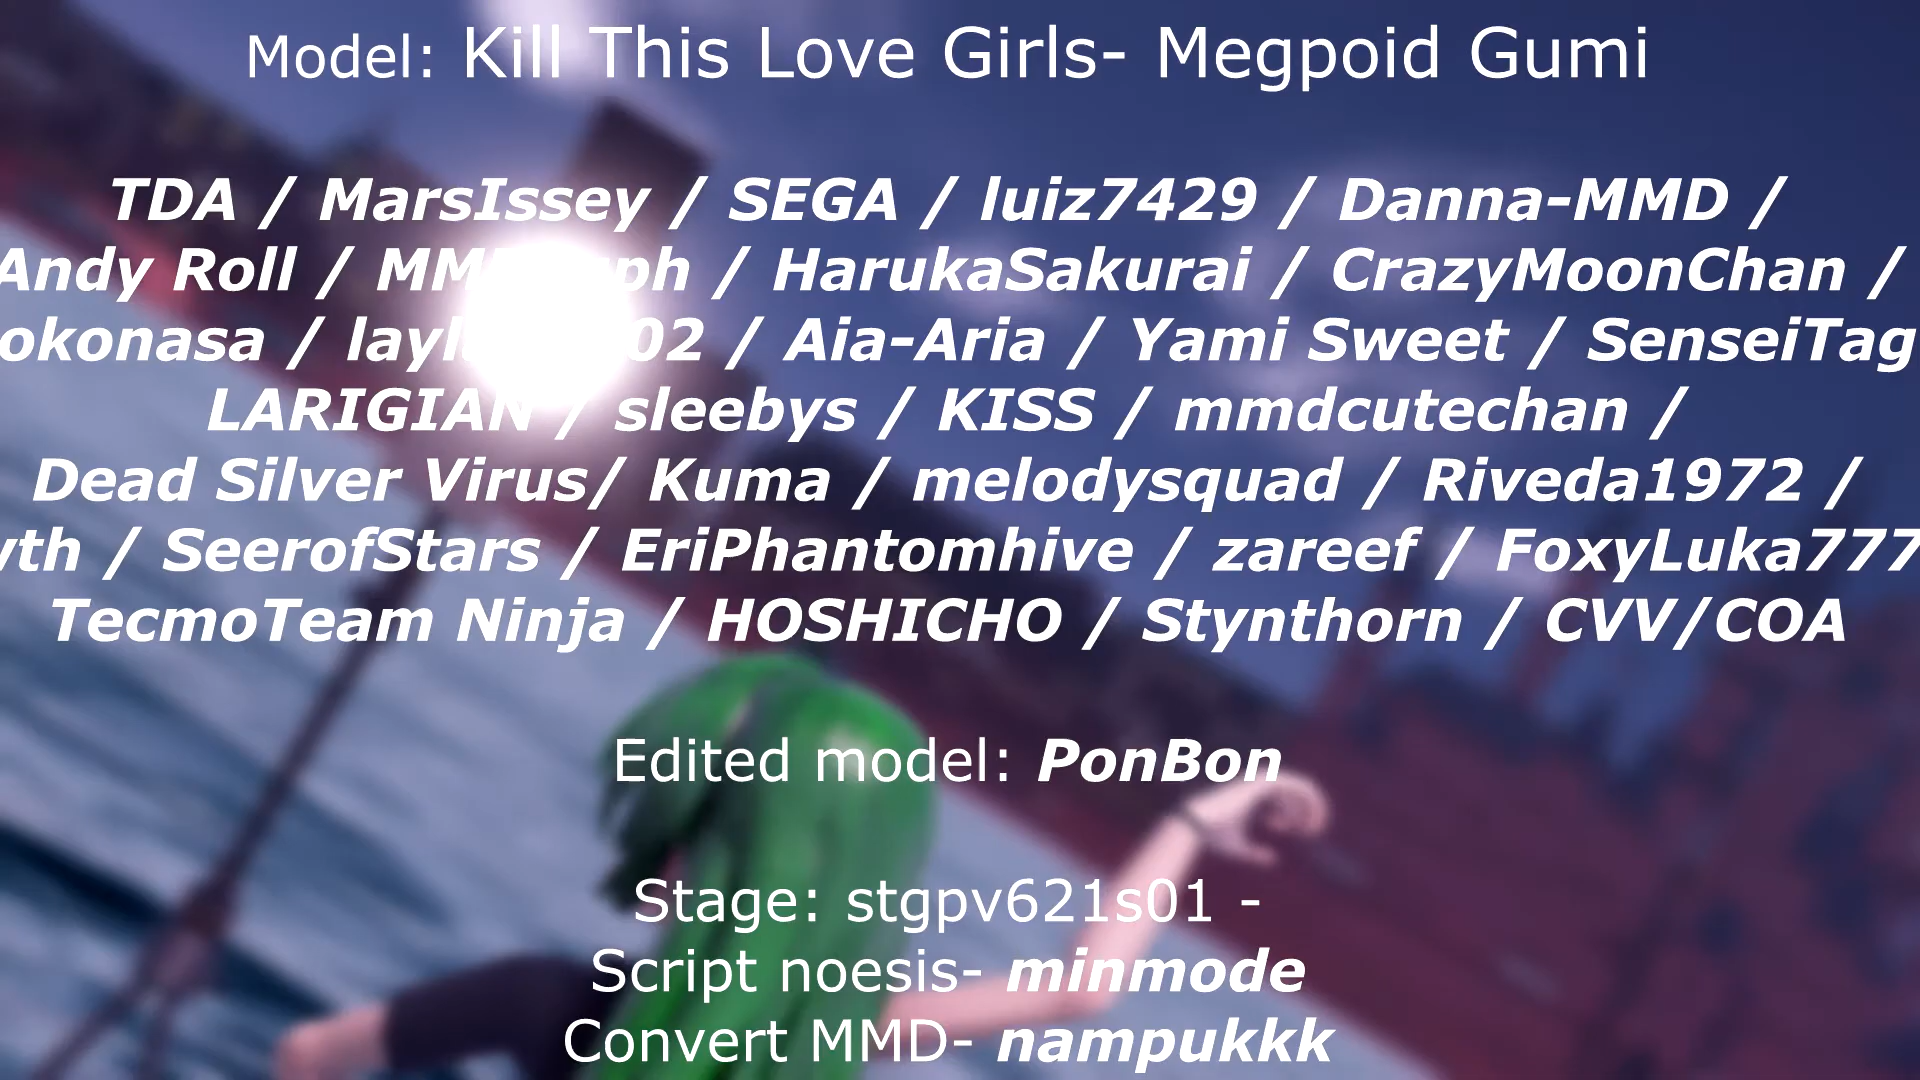 Model: Kill This Love Girls- Megpoid Gumi
TDA / MarsIssey / SEGA / luiz7429 / Danna-MMD /
Andy Roll / / HarukaSakurai / CrazyMoonChan /
/ / Aia-Aria / Yami Sweet / SenseiTag
LARIGIAN / sleebys / KISS / mmdcutechan /
Dead Silver Virus/ Kuma / melodysquad / Riveda1972 /
/ SeerofStars / EriPhantomhive / zareef / FoxyLuka777
TecmoTeam Ninja / HOSHICHO / Stynthorn / CVV/COA
Edited model: PonBon
Stage: stgpv621s01 -
Script noesis- minmode
Convert MMD- nampukkk